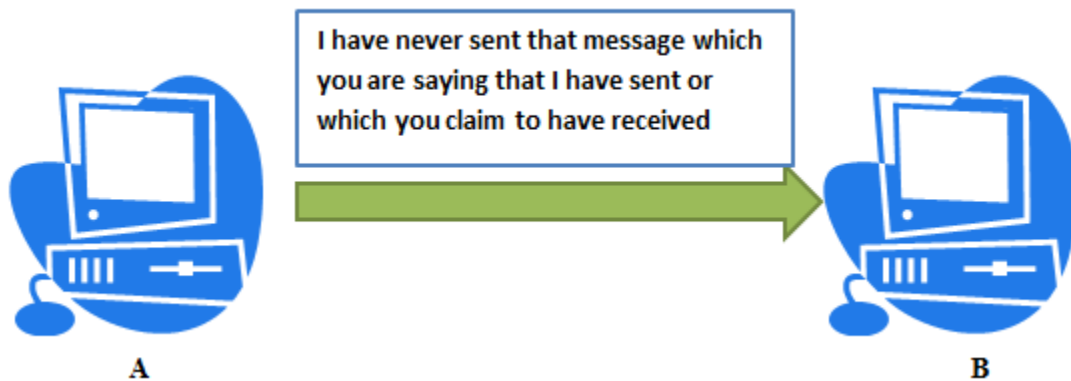 I have never sent that message which
you are saying that I have sent or
which you claim to have received
A
B